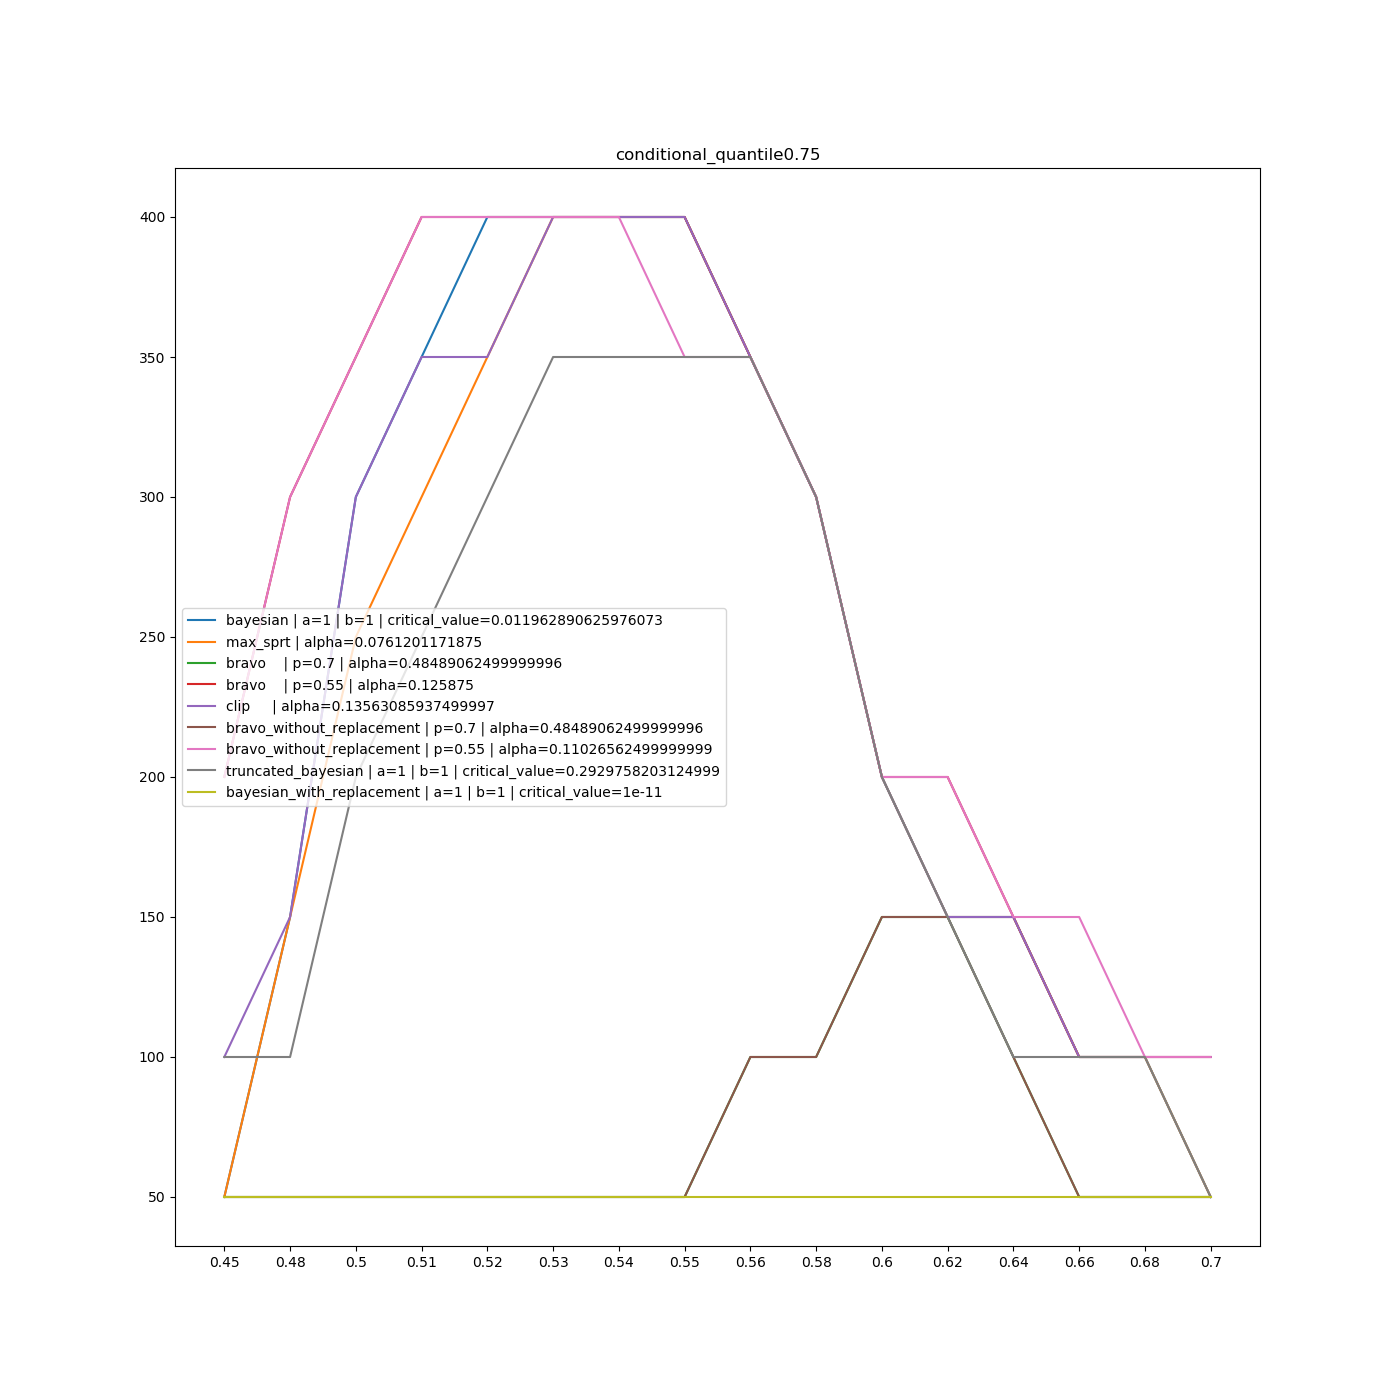 conditional_quantile0.75
400
350
300
250
200
150
100
50
bayesian | a=1 | b=1 | critical_value=0.011962890625976073
max_sprt | alpha=0.0761201171875
bravo | p=0.7 | alpha=0.48489062499999996
bravo | p=0.55 | alpha=0.125875
clip | alpha=0.13563085937499997
bravo_without_replacement | p=0.7 | alpha=0.48489062499999996
bravo_without_replacement | p=0.55 | alpha=0.11026562499999999
truncated_bayesian | a=1 | b=1 | critical_value=0.2929758203124999
bayesian_with_replacement | a=1 | b=1 | critical_value=1e-11
0.45 0.48 0.5 0.51 0.52 0.53 0.54 0.55 0.56 0.58 0.6 0.62 0.64 0.66 0.68 0.7